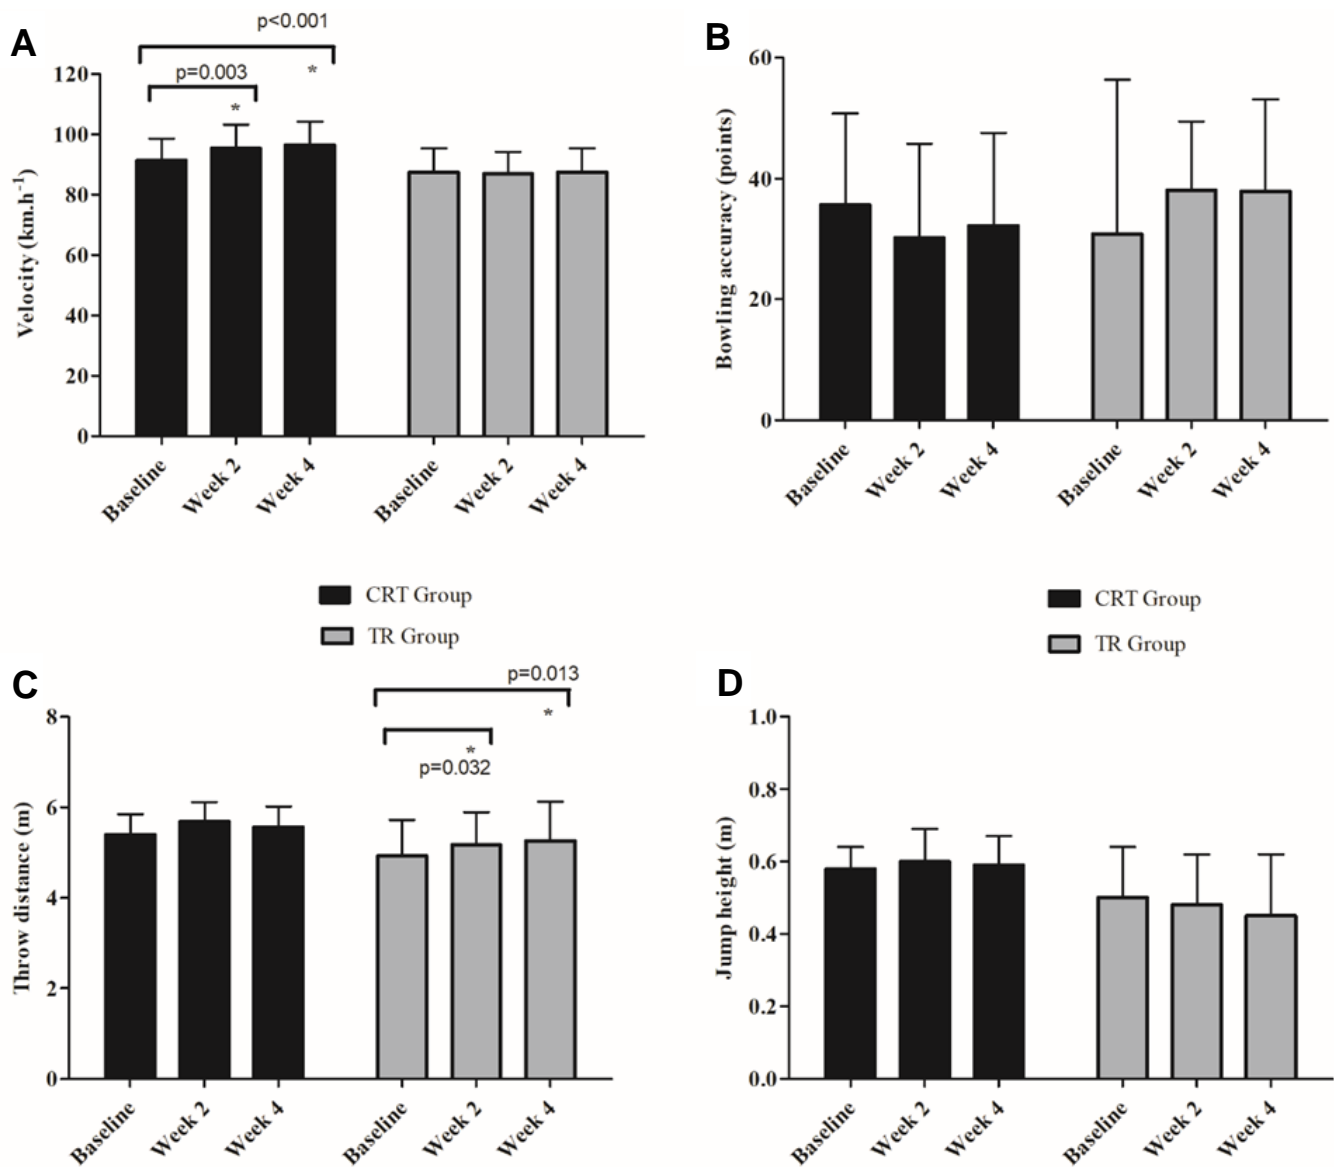 A
p<0.001
p=0.003
*
*
Velocity (km.h-1)
120
100
80
60
40
20
0
Baseline
Week 2
Week 4
Baseline
Week 2
Week 4
B
Bowling accuracy (points)
60
40
20
0
Baseline
Week 2
Week 4
Baseline
Week 2
Week 4
CRT Group
TR Group
CRT Group
TR Group
C
p=0.013
*
*
p=0.032
Throw distance (m)
8
6
4
2
0
Baseline
Week 2
Week 4
Baseline
Week 2
Week 4
D
Jump height (m)
1.0
0.8
0.6
0.4
0.2
0.0
Baseline
Week 2
Week 4
Baseline
Week 2
Week 4